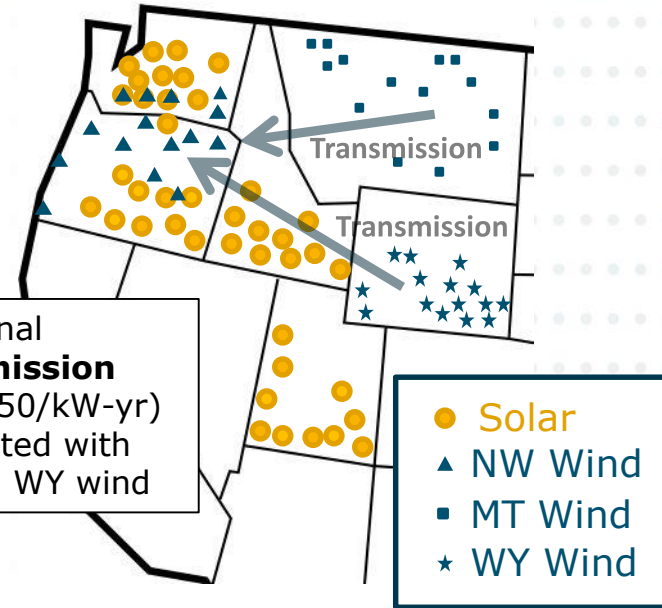 Transmission
Transmission
nal
mission
50/kW-yr)
ted with
WY wind
Solar
NW Wind
MT Wind
WY Wind